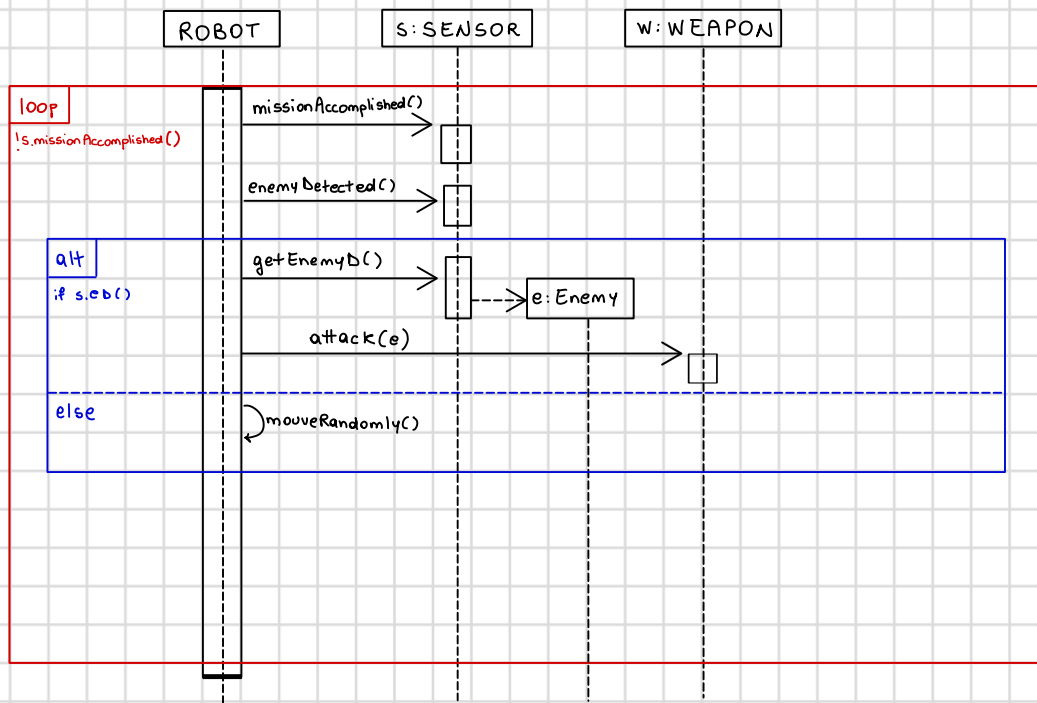 ROBOT
S:SENSOR
W:WEAPON
loop
!s.missionAccomplished()
missionAccomplished()
enemyDetected()
alt
if s.eD()
getEnemyD()
e:Enemy
attack(e)
else
mouveRandomly()